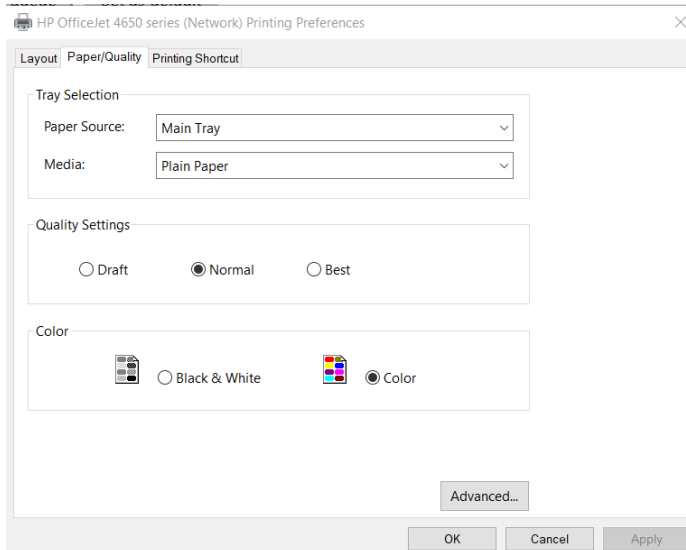 HP OfficeJet 4650 series (Network) Printing Preferences
Layout Paper/Quality Printing Shortcut
Tray Selection
Paper Source: Main Tray
Media: Plain Paper
Quality Settings
Draft Normal Best
Color
Black & White Color
Advanced...
OK Cancel Apply